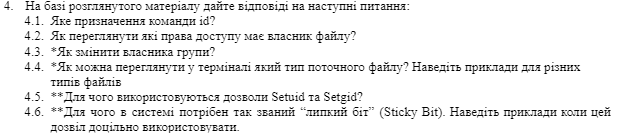 4. На базі розглянутого матеріалу дайте відповіді на наступні питання:
4.1. Яке призначення команди id?
4.2. Як переглянути які права доступу має власник файлу?
4.3. *Як змінити власника групи?
4.4. *Як можна переглянути у терміналі який тип поточного файлу? Наведіть приклади для різних
типів файлів
4.5. **Для чого використовуються дозволи Setuid та Setgid?
4.6. **Для чого в системі потрібен так званий “липкий біт” (Sticky Bit). Наведіть приклади коли цей
дозвіл доцільно використовувати.